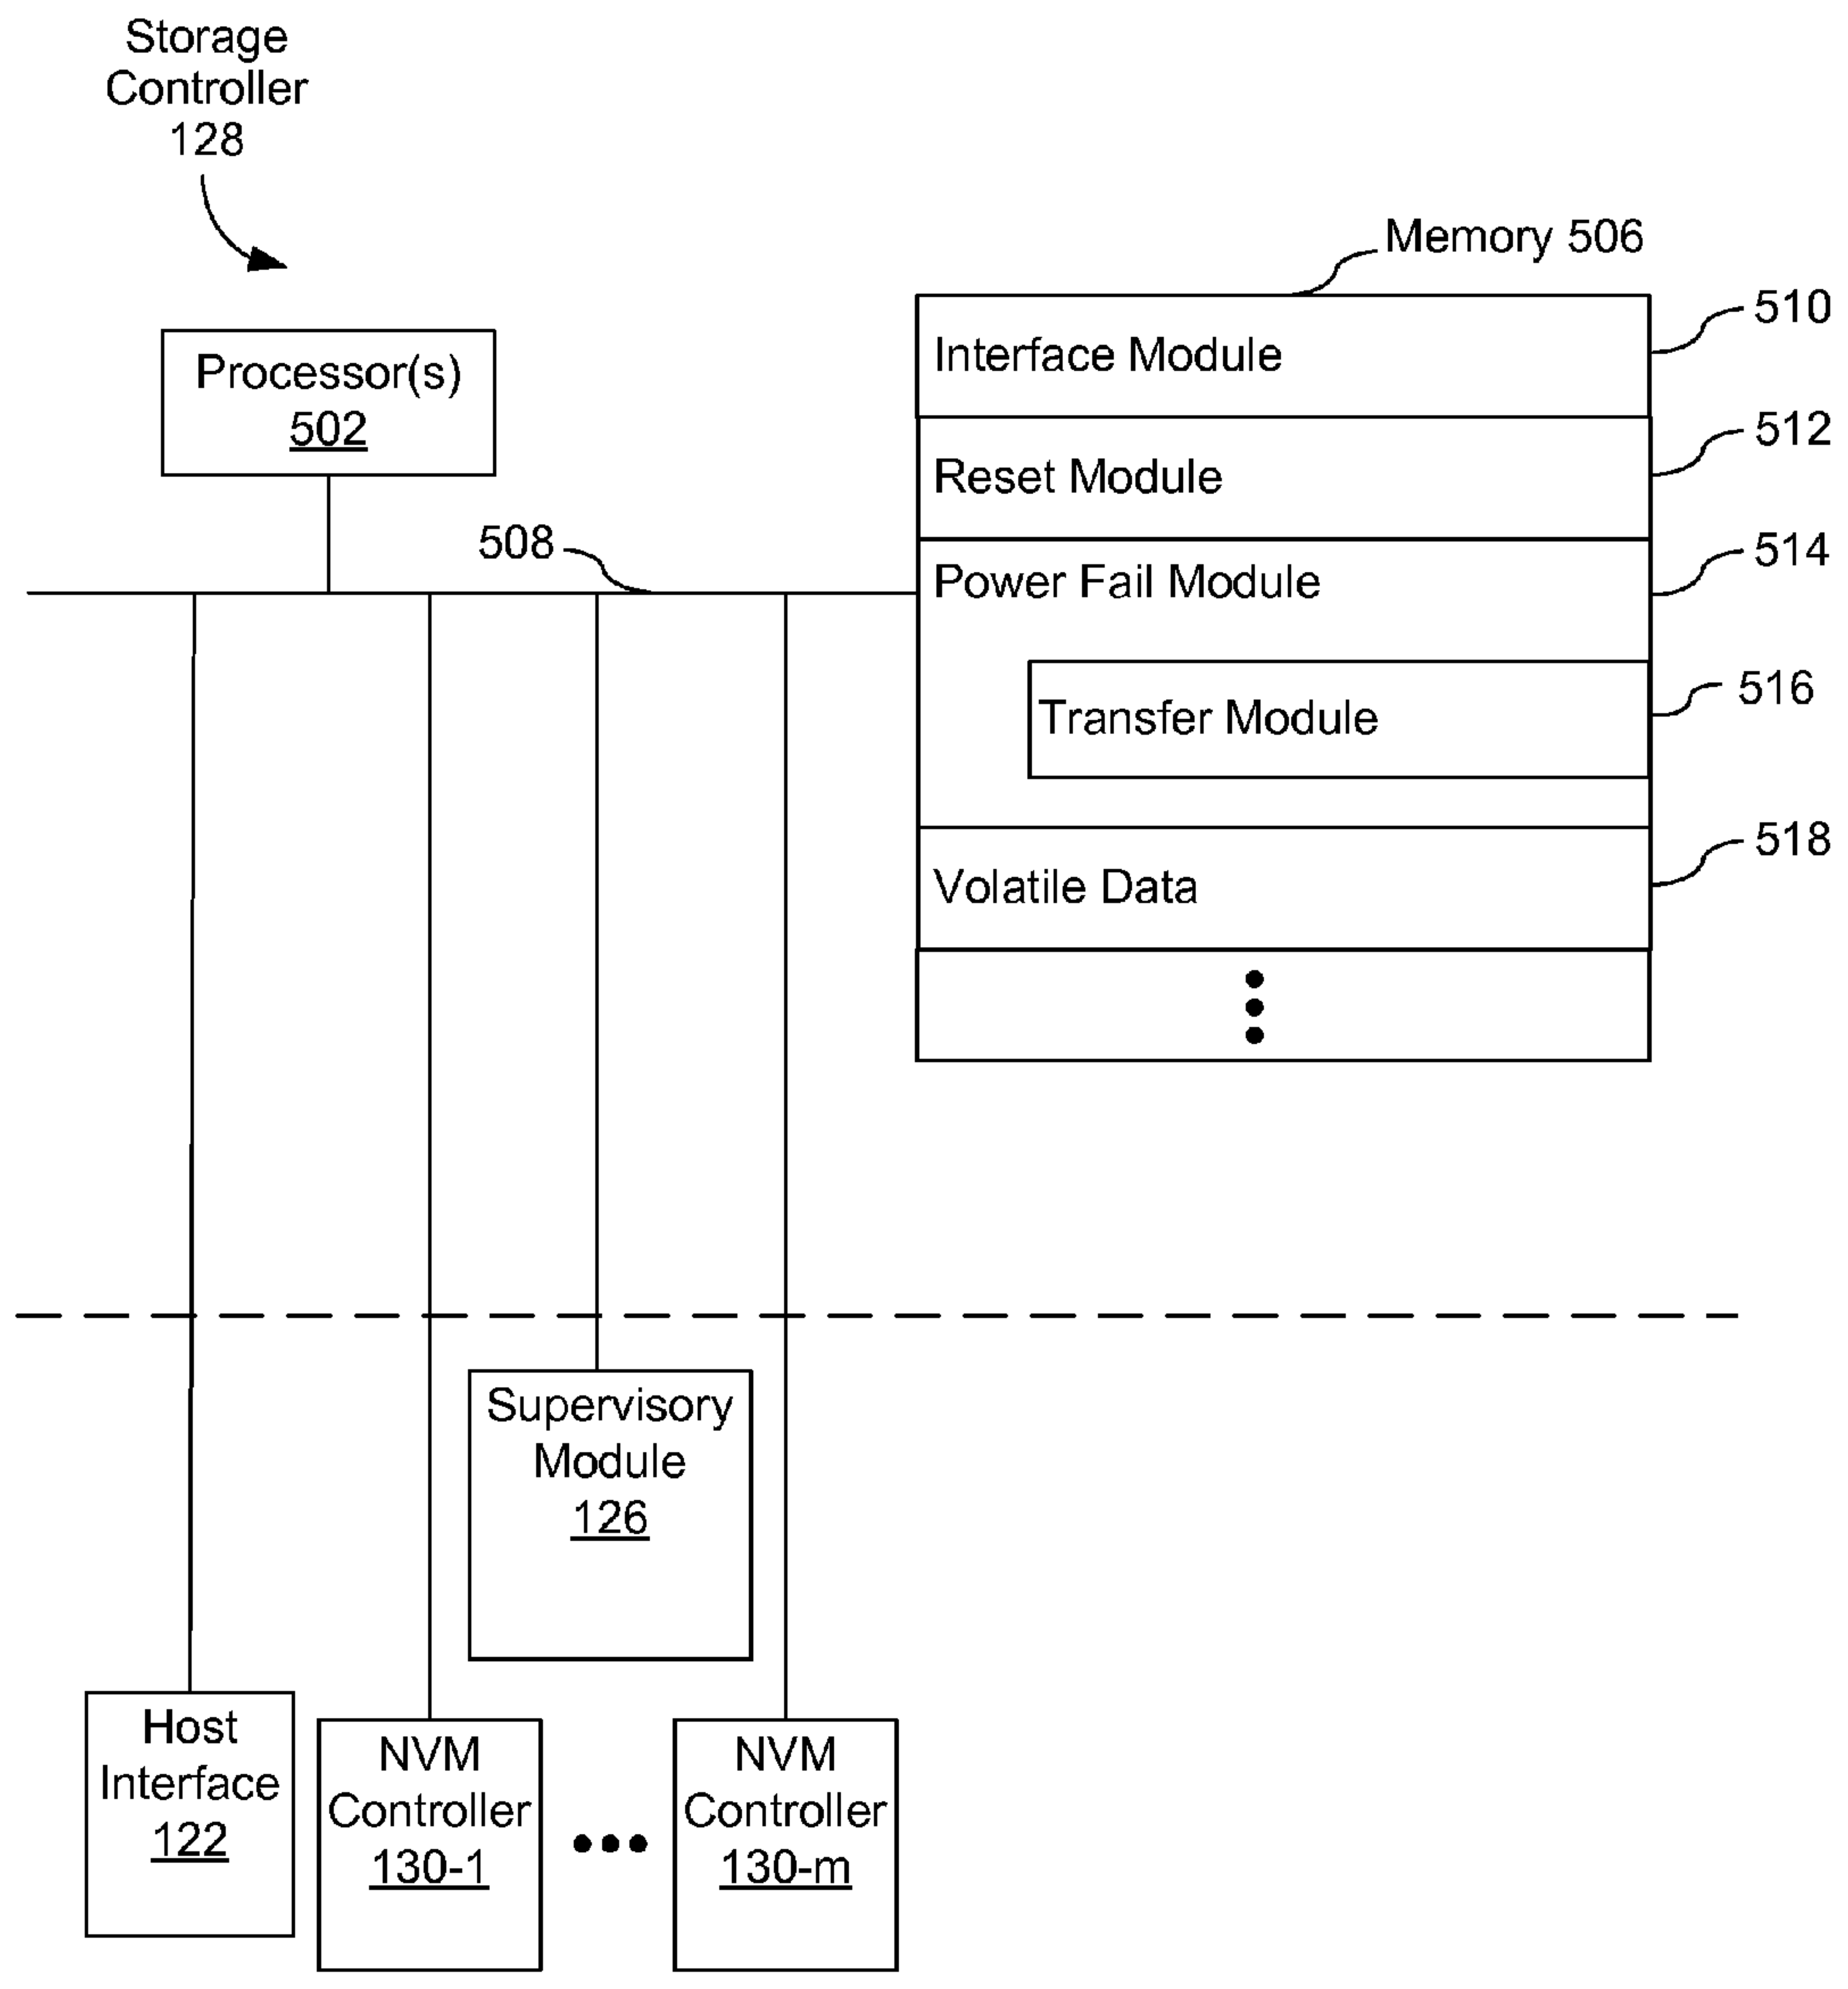 Storage
Controller
128
Memory 506
510
Interface Module
Processor(s)
502
512
Reset Module
508
514
Power Fail Module
516
Transfer Module
518
Volatile Data
Supervisory
Module
126
Host
Interface
122
NVM
Controller
130-1
NVM
Controller
130-m